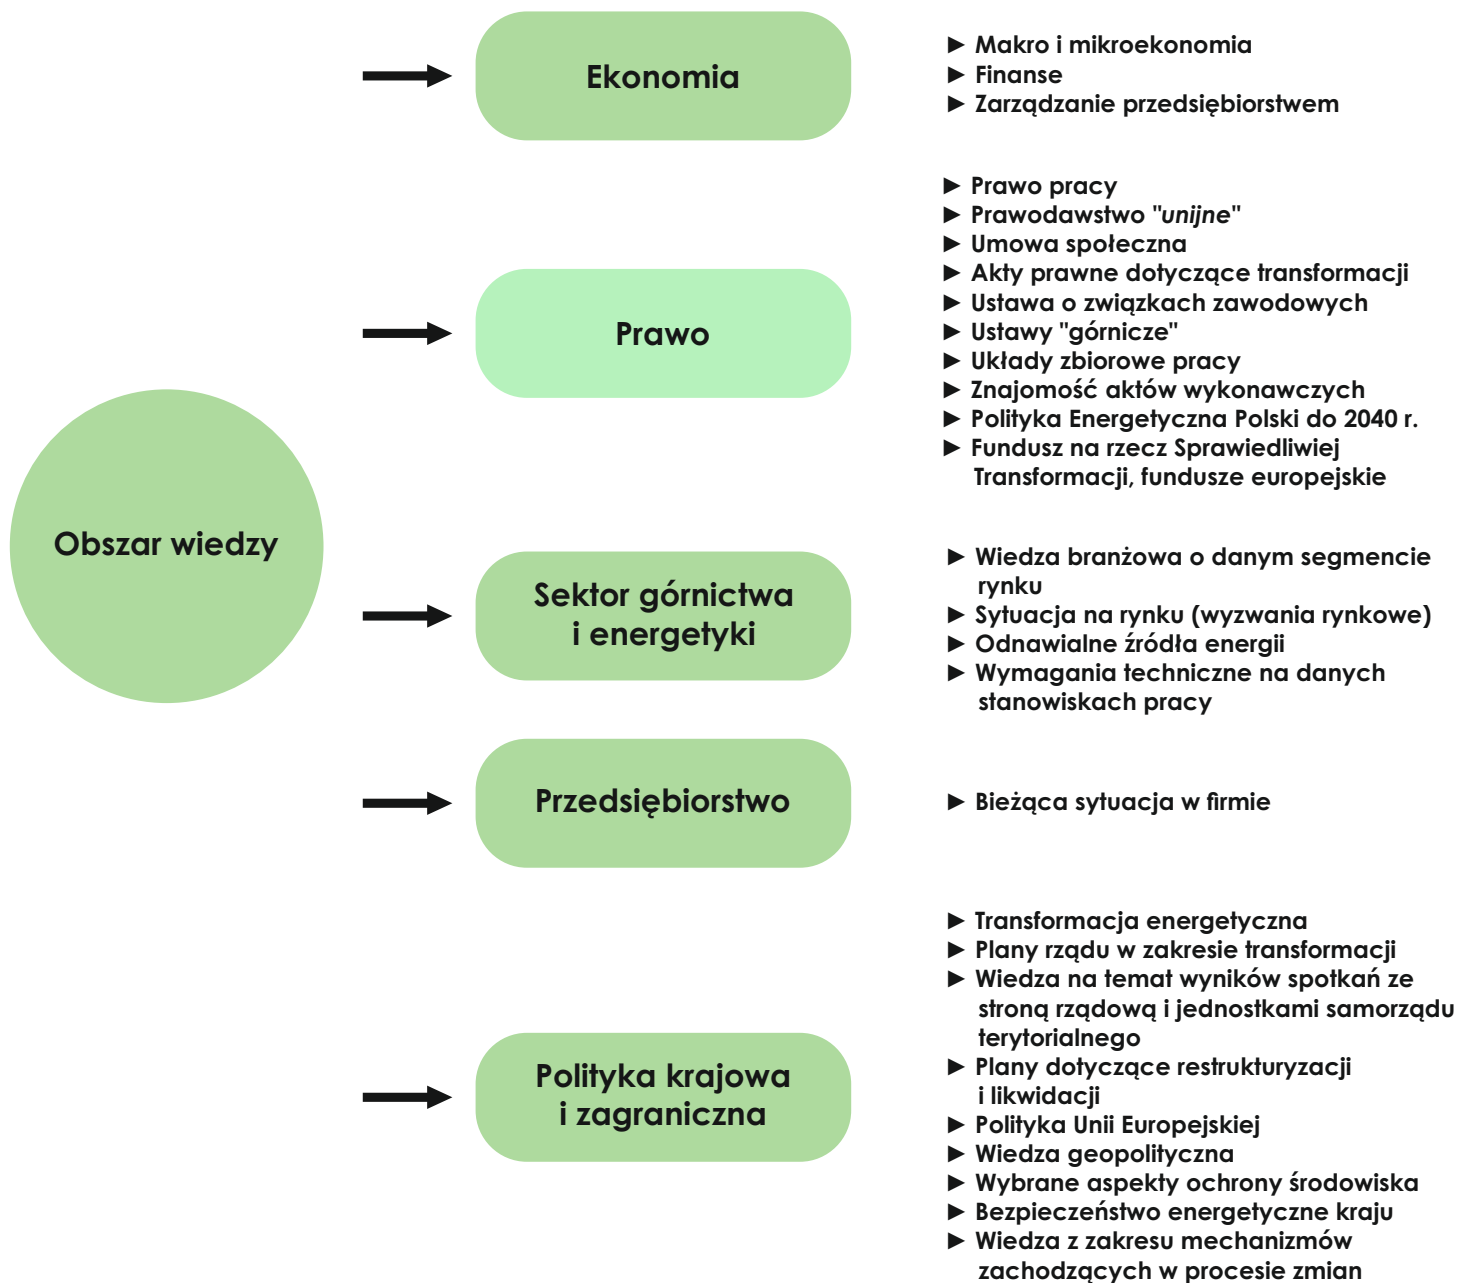 Obszar wiedzy
Ekonomia
► Makro i mikroekonomia
► Finanse
► Zarządzanie przedsiębiorstwem
Prawo
► Prawo pracy
► Prawodawstwo "unijne"
► Umowa społeczna
► Akty prawne dotyczące transformacji
► Ustawa o związkach zawodowych
► Ustawy "górnicze"
► Układy zbiorowe pracy
► Znajomość aktów wykonawczych
► Polityka Energetyczna Polski do 2040 r.
► Fundusz na rzecz Sprawiedliwiej
Transformacji, fundusze europejskie
Sektor górnictwa
i energetyki
► Wiedza branżowa o danym segmencie
rynku
► Sytuacja na rynku (wyzwania rynkowe)
► Odnawialne źródła energii
► Wymagania techniczne na danych
stanowiskach pracy
Przedsiębiorstwo
► Bieżąca sytuacja w firmie
Polityka krajowa
i zagraniczna
► Transformacja energetyczna
► Plany rządu w zakresie transformacji
► Wiedza na temat wyników spotkań ze
stroną rządową i jednostkami samorządu
terytorialnego
► Plany dotyczące restrukturyzacji
i likwidacji
► Polityka Unii Europejskiej
► Wiedza geopolityczna
► Wybrane aspekty ochrony środowiska
► Bezpieczeństwo energetyczne kraju
► Wiedza z zakresu mechanizmów
zachodzących w procesie zmian